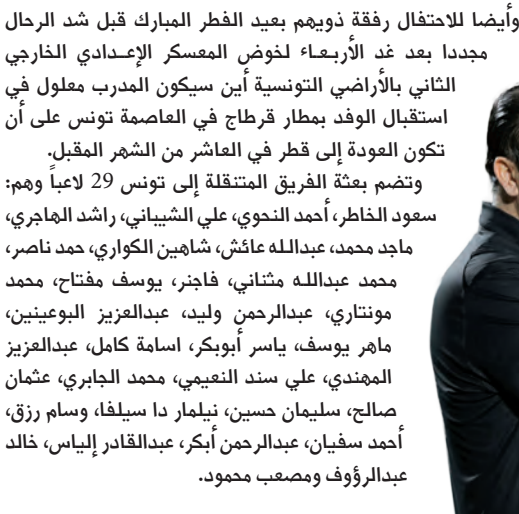 وأيضا للاحتفال رفقة ذويهم بعيد الفطر المبارك قبل شد الرحال
مجددا بعد غد الأربـعـاء لخوض المعسكر الإعــدادي الخارجي
الثاني بالأراضي التونسية أين سيكون المدرب معلول في
استقبال الوفد بمطار قرطاج في العاصمة تونس على أن
تكون العودة إلى قطر في العاشر من الشهر المقبل.
وتضم بعثة الفريق المتنقلة إلى تونس 29 لاعباً وهم:
سعود الخاطر، أحمد النحوي، علي الشيباني، راشد الهاجري،
ماجد محمد، عبدالـله عائش، شاهين الكواري، حمد ناصر،
محمد عبداللـه مثناني، فاجنر، يوسف مفتاح، محمد
مونتاري، عبدالرحمن وليد، عبدالعزيز البوعينين،
ماهر يوسف، ياسر أبوبكر، اسامة كامل، عبدالعزيز
المهندي، علي سند النعيمي، محمد الجابري، عثمان
صالح، سليمان حسين، نيلمار دا سيلفا، وسام رزق،
أحمد سفيان، عبدالرحمن أبكر، عبدالقادر إلياس، خالد
عبدالرؤوف ومصعب محمود.